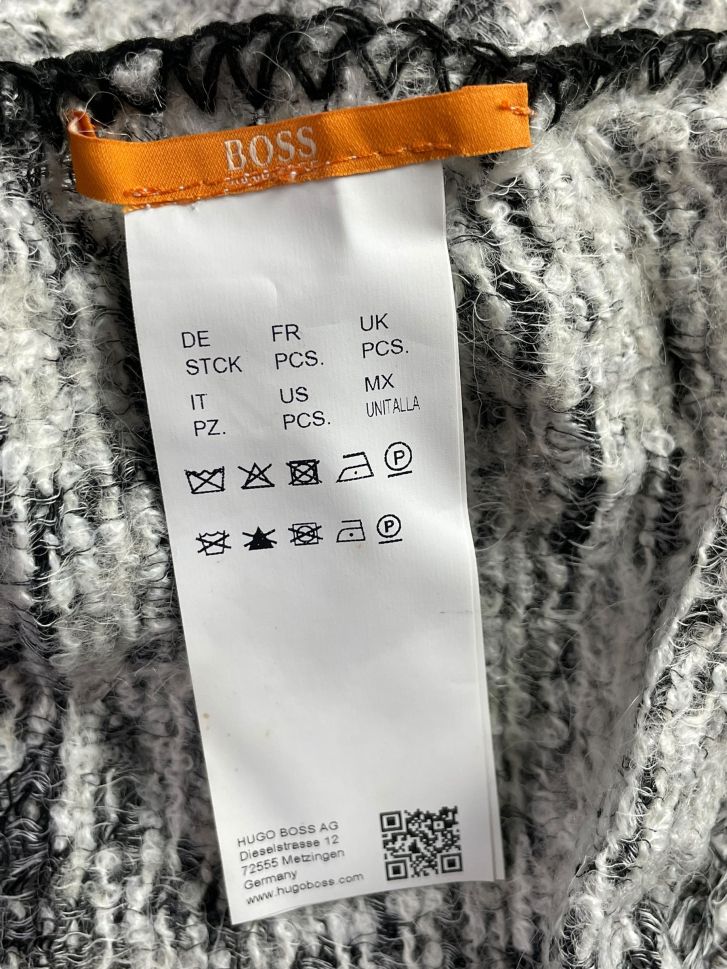 BOSS
DE FR UK
STCK PCS. PCS.
IT US MX
PZ. PCS. UNITALLA
P
P
HUGO BOSS AG
Dieselstrasse 12
72555 Metzingen
Germany
www.hugoboss.com